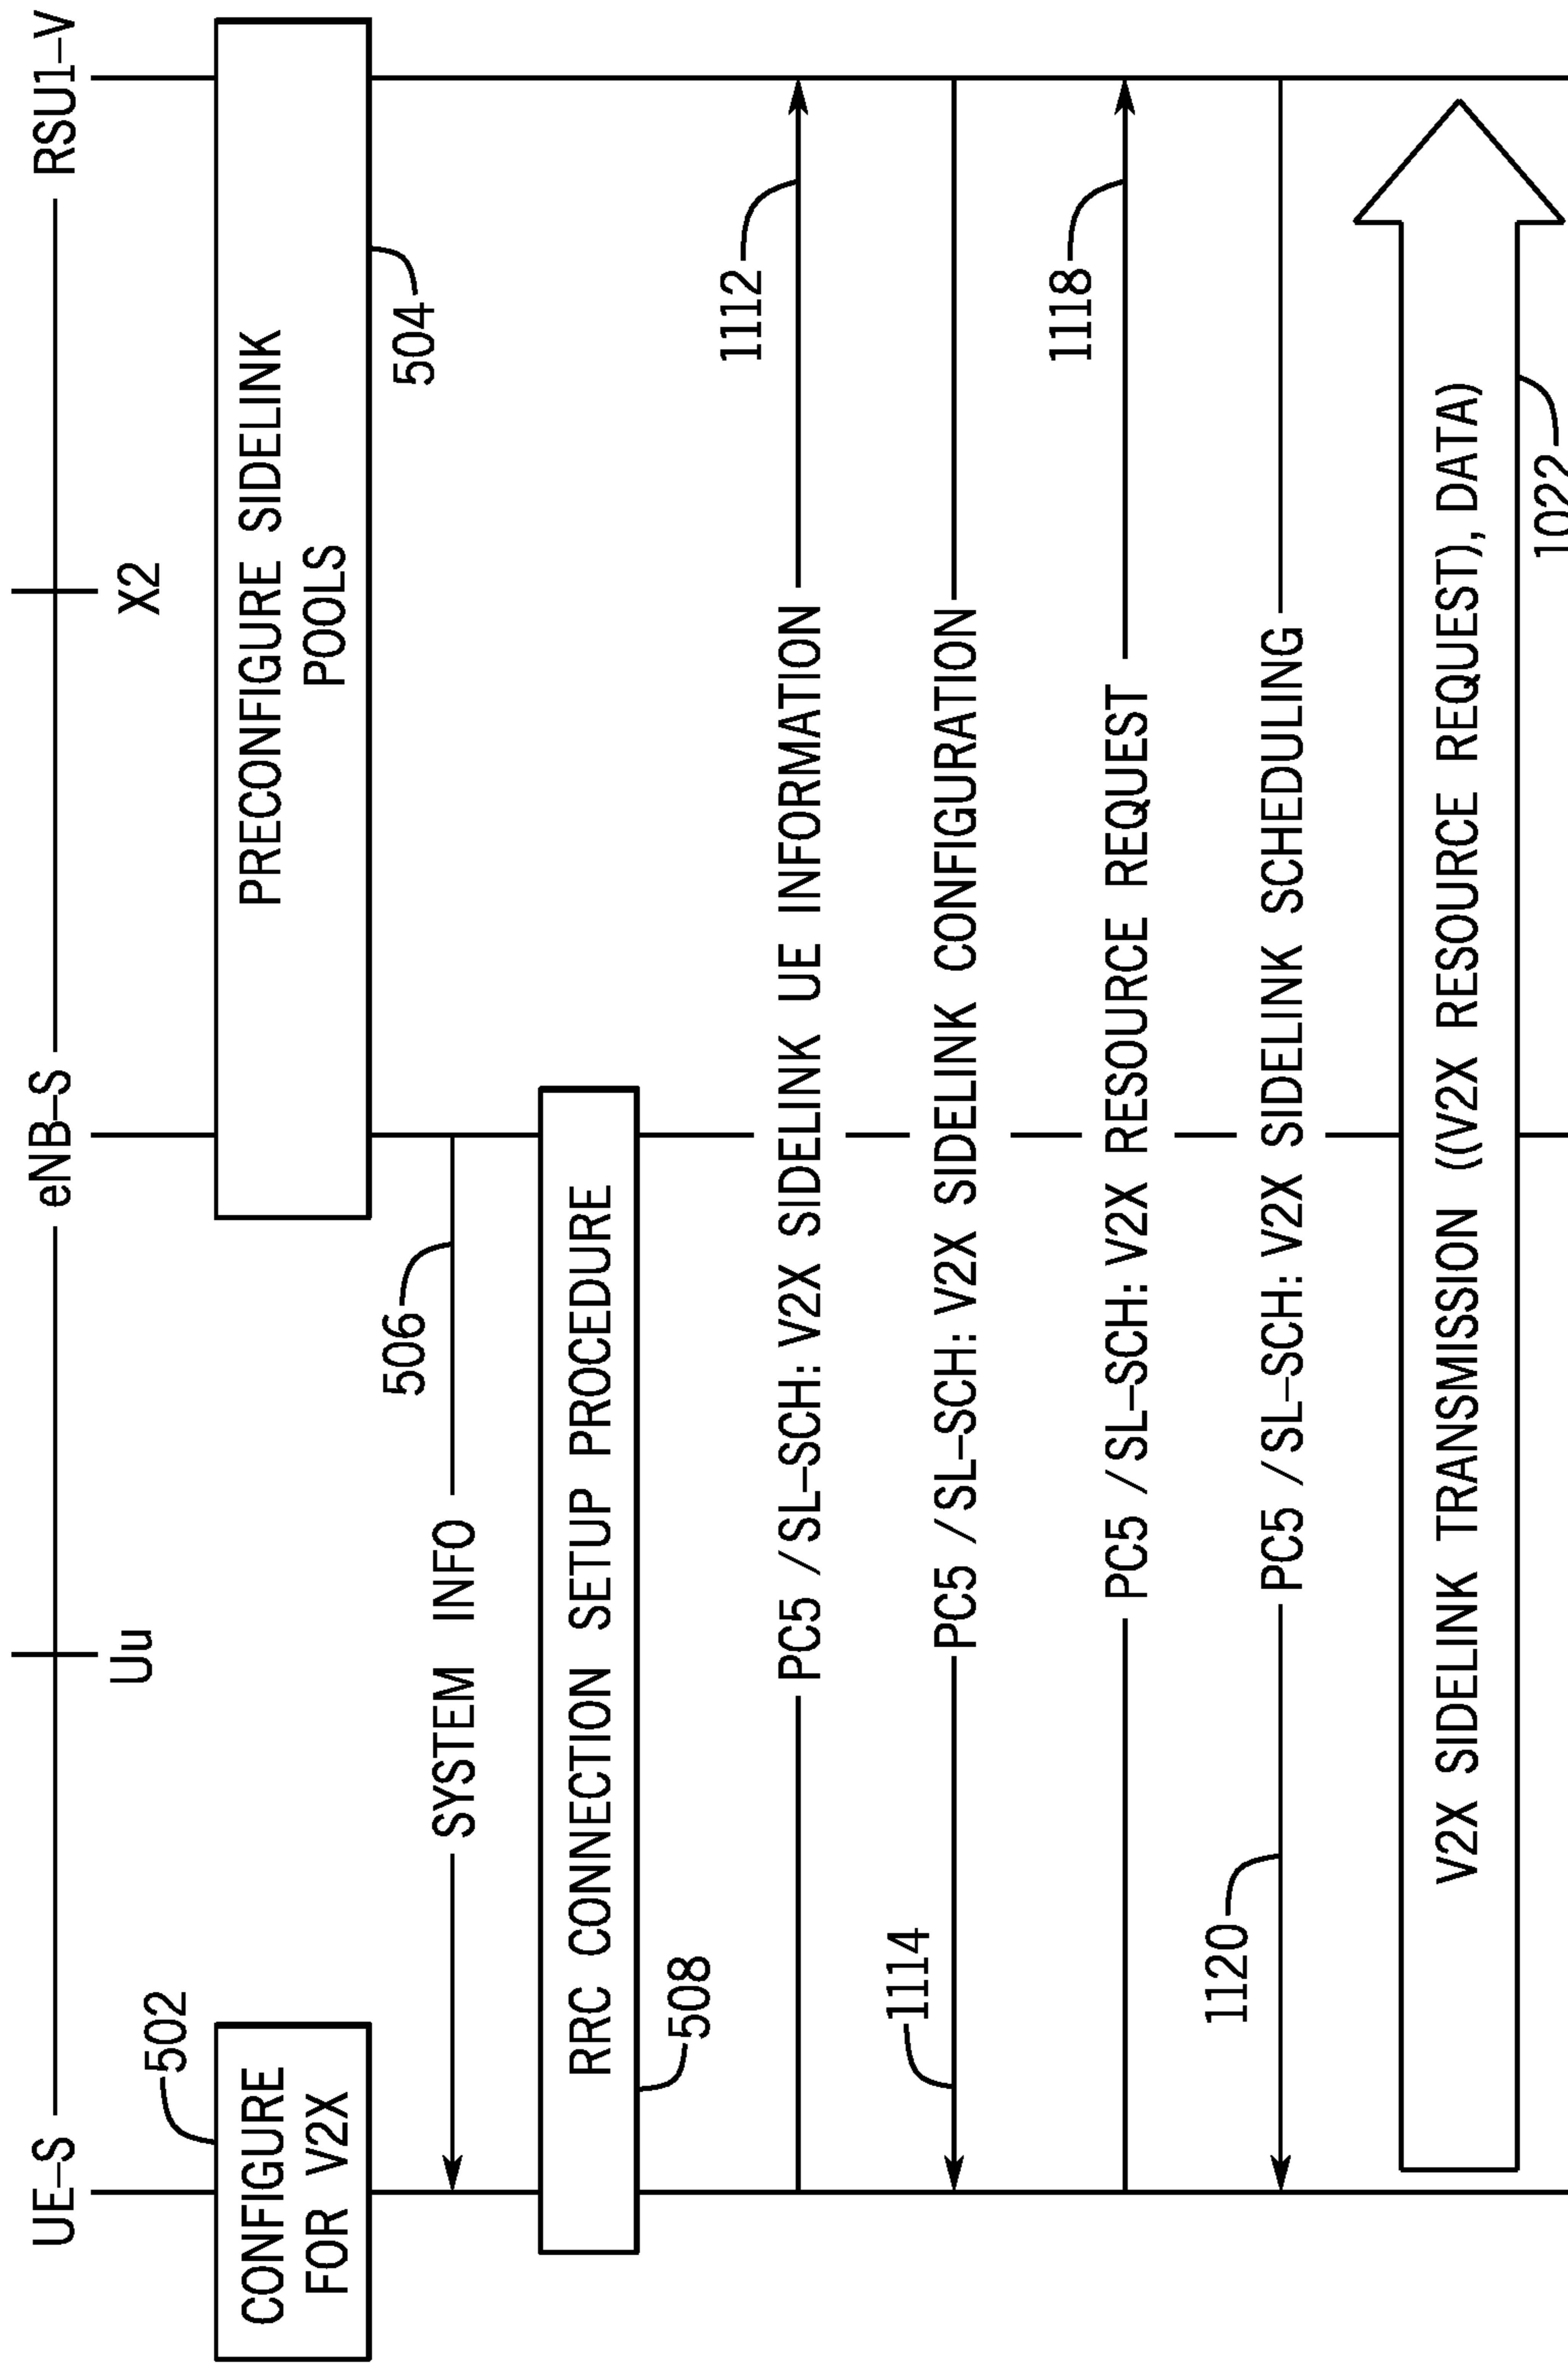 UE–S
eNB–S
RSU1–V
Uu
X2
502
CONFIGURE
FOR V2X
PRECONFIGURE SIDELINK
POOLS
504
506
SYSTEM INFO
RRC CONNECTION SETUP PROCEDURE
508
1112
PC5 /SL–SCH: V2X SIDELINK UE INFORMATION
1114
PC5 /SL–SCH: V2X SIDELINK CONFIGURATION
1118
PC5 /SL–SCH: V2X RESOURCE REQUEST
1120
PC5 /SL–SCH: V2X SIDELINK SCHEDULING
V2X SIDELINK TRANSMISSION ((V2X RESOURCE REQUEST), DATA)
1022